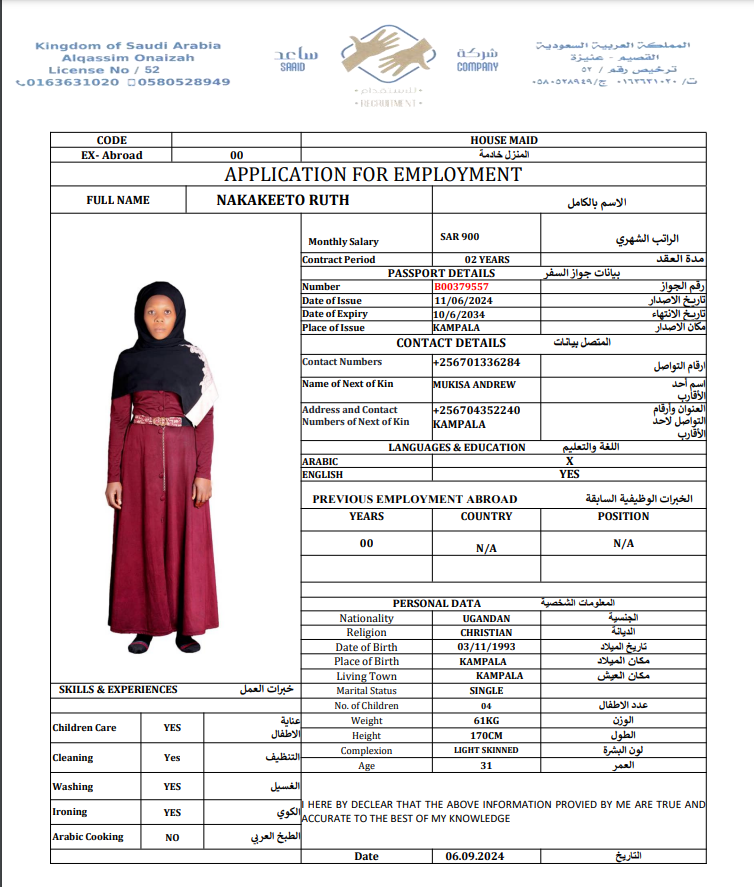 Kingdom of Saudi Arabia
Alqassim Onaizah
License No / 52
0163631020 0580528949
ساعد
SAAID
شركة
COMPANY
للاستقدام
RECRUITMENT
المملكة العربية السعودية
القصيم - عنيزة
ترخيص رقم / ٥٢
ت/ ٠١٦٣٦٣١٠٢٠ ج/ ٠٥٨٠٥٢٨٩٤٩
CODE HOUSE MAID
EX- Abroad 00 المنزل خادمة
APPLICATION FOR EMPLOYMENT
FULL NAME NAKAKEETO RUTH الاسم بالكامل
Monthly Salary SAR 900 الراتب الشهري
Contract Period 02 YEARS مدة العقد
PASSPORT DETAILS بيانات جواز السفر
Number B00379557 رقم الجواز
Date of Issue 11/06/2024 تاريخ الاصدار
Date of Expiry 10/6/2034 تاريخ الانتهاء
Place of Issue KAMPALA مكان الاصدار
CONTACT DETAILS المتصل بيانات
Contact Numbers +256701336284 ارقام التواصل
Name of Next of Kin MUKISA ANDREW اسم أحد
الأقارب
Address and Contact +256704352240 العنوان وأرقام
Numbers of Next of Kin KAMPALA التواصل لاحد
الأقارب
LANGUAGES & EDUCATION اللغة والتعليم
ARABIC X
ENGLISH YES
PREVIOUS EMPLOYMENT ABROAD الخبرات الوظيفية السابقة
YEARS COUNTRY POSITION
00 N/A N/A
PERSONAL DATA المعلومات الشخصية
Nationality UGANDAN الجنسية
Religion CHRISTIAN الديانة
Date of Birth 03/11/1993 تاريخ الميلاد
Place of Birth KAMPALA مكان الميلاد
Living Town KAMPALA مكان العيش
Marital Status SINGLE
No. of Children 04 عدد الاطفال
Weight 61KG الوزن
Height 170CM الطول
Complexion LIGHT SKINNED لون البشرة
Age 31 العمر
SKILLS & EXPERIENCES خبرات العمل
Children Care YES عناية
الاطفال
Cleaning Yes التنظيف
Washing YES الغسيل
Ironing YES الكوي
Arabic Cooking NO الطبخ العربي
I HERE BY DECLEAR THAT THE ABOVE INFORMATION PROVIED BY ME ARE TRUE AND
ACCURATE TO THE BEST OF MY KNOWLEDGE
Date 06.09.2024 التاريخ